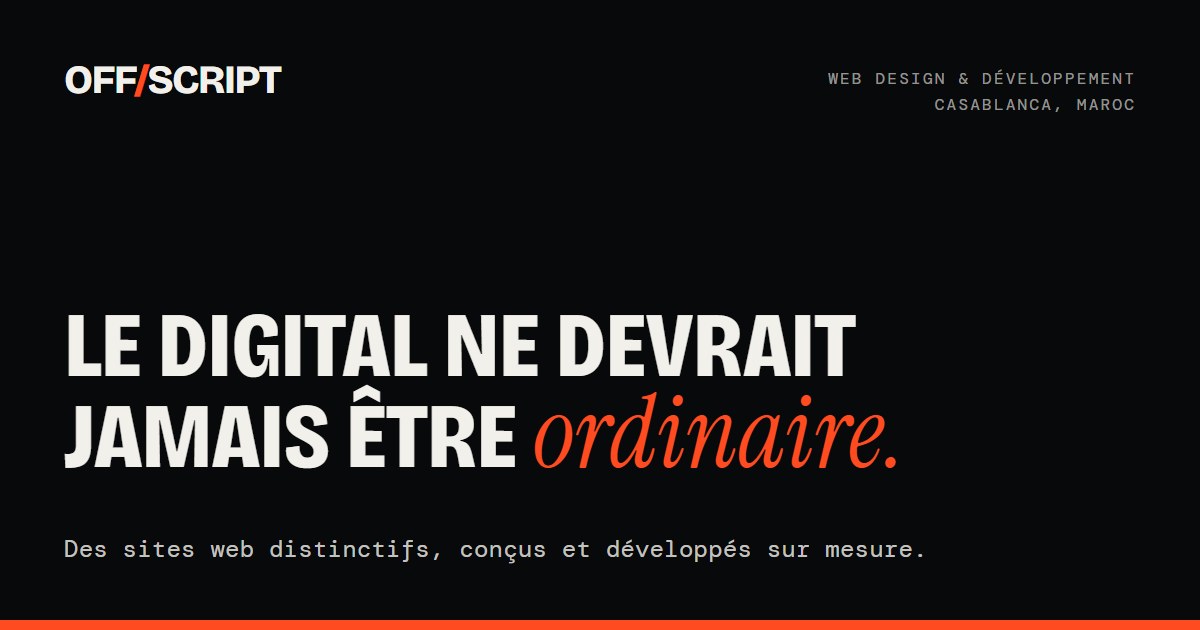 OFF/SCRIPT
WEB DESIGN & DÉVELOPPEMENT
CASABLANCA, MAROC
LE DIGITAL NE DEVRAIT
JAMAIS ÊTRE ordinaire.
Des sites web distinctifs, conçus et développés sur mesure.